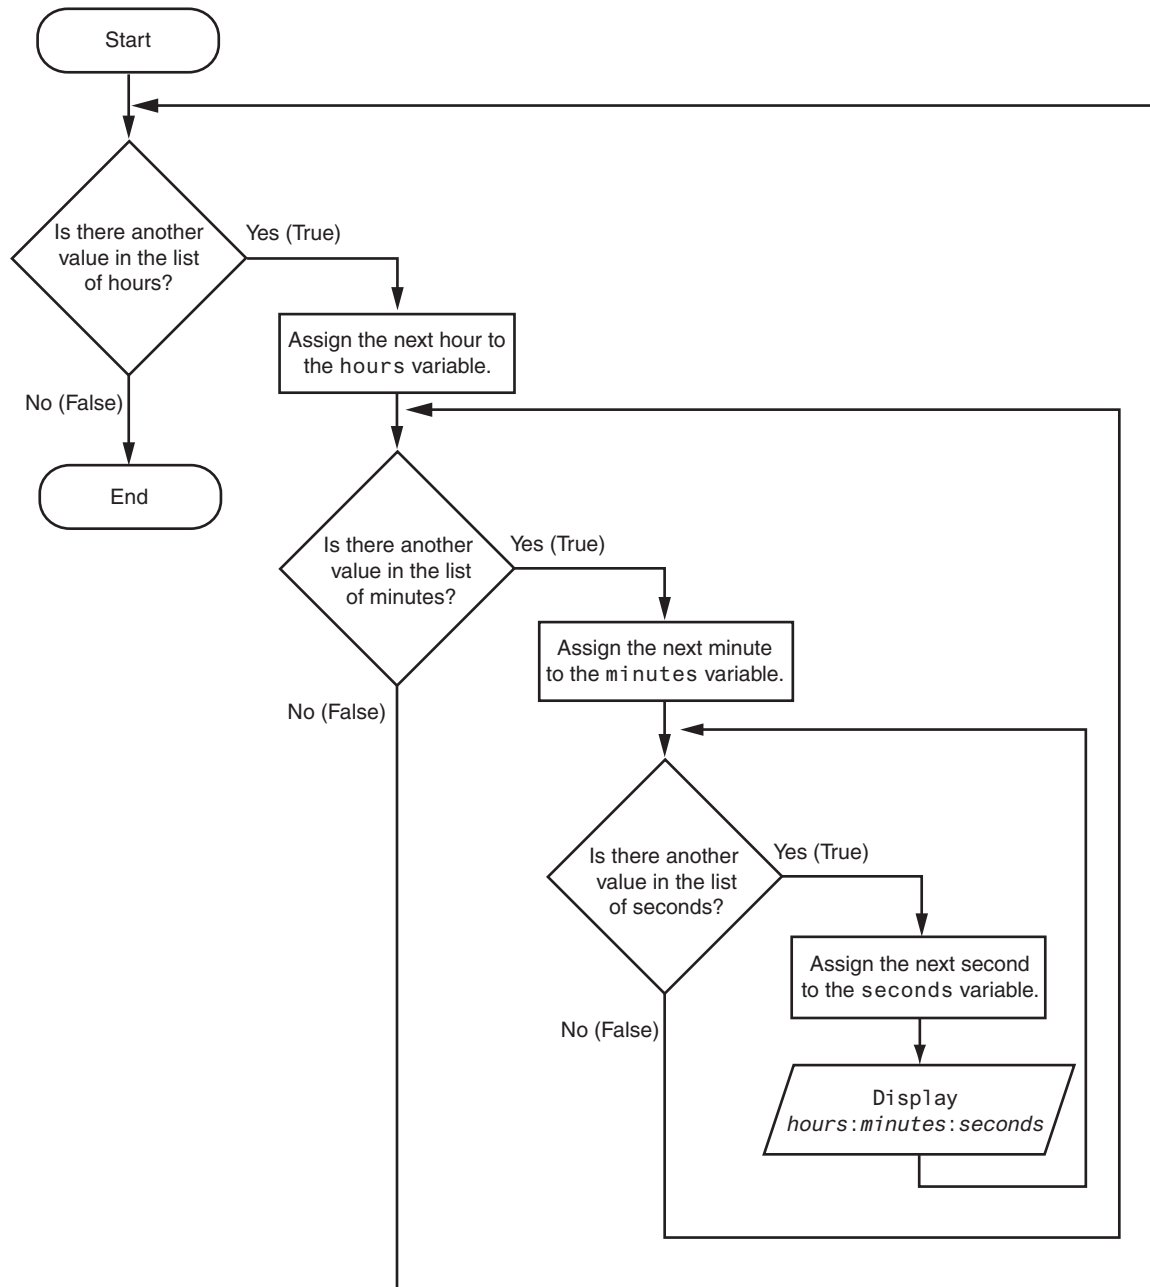 Start
Is there another
value in the list
of hours?
Yes (True)
No (False)
End
Assign the next hour to
the hours variable.
Is there another
value in the list
of minutes?
Yes (True)
No (False)
Assign the next minute
to the minutes variable.
Is there another
value in the list
of seconds?
Yes (True)
No (False)
Assign the next second
to the seconds variable.
Display
hours:minutes:seconds